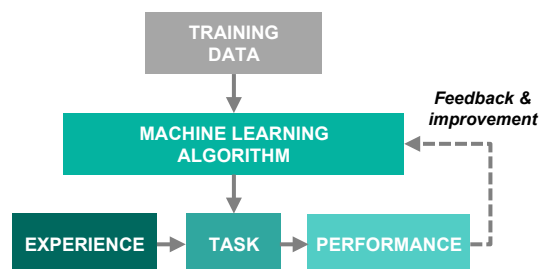 TRAINING
DATA
Feedback &
improvement
MACHINE LEARNING
ALGORITHM
EXPERIENCE
TASK
PERFORMANCE